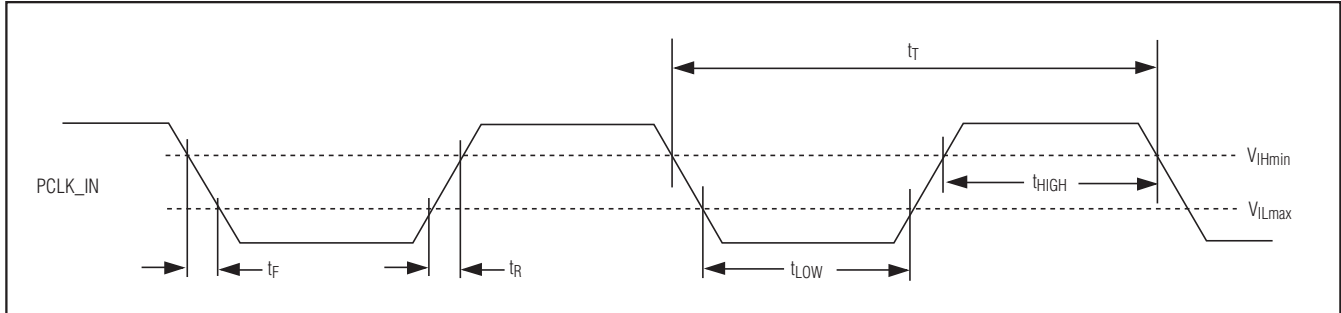 tT
VIHmin
PCLK_IN
tHIGH
VILmax
tF
tR
tLOW